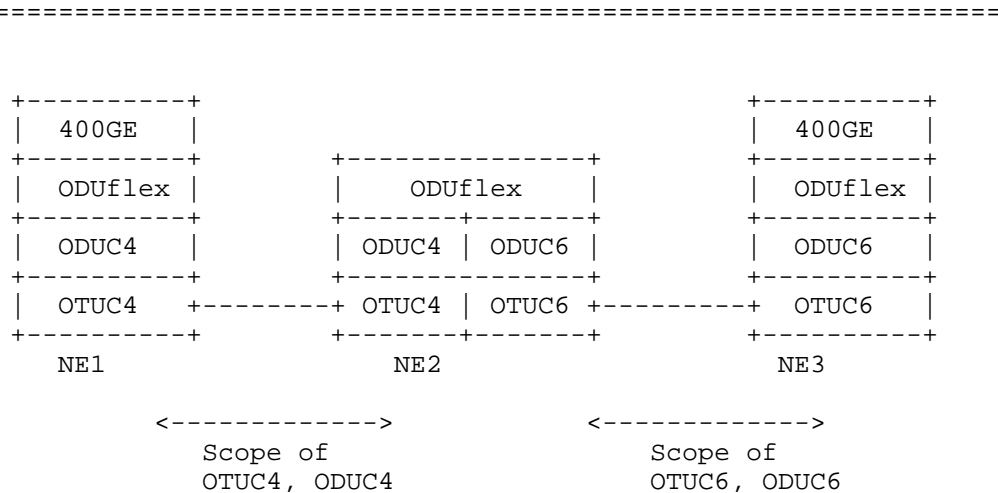 ==============================================================
+----------+                                  +----------+
|  400GE   |                                  |  400GE   |
+----------+        +---------------+         +----------+
|  ODUflex |        |    ODUflex    |         |  ODUflex |
+----------+        +-------+-------+         +----------+
|  ODUC4   |        | ODUC4 | ODUC6 |         |  ODUC6   |
+----------+        +---------------+         +----------+
|  OTUC4   +--------+ OTUC4 | OTUC6 +---------+  OTUC6   |
+----------+        +-------+-------+         +----------+
NE1 NE2 NE3
<-------------> <------------->
Scope of Scope of
OTUC4, ODUC4 OTUC6, ODUC6